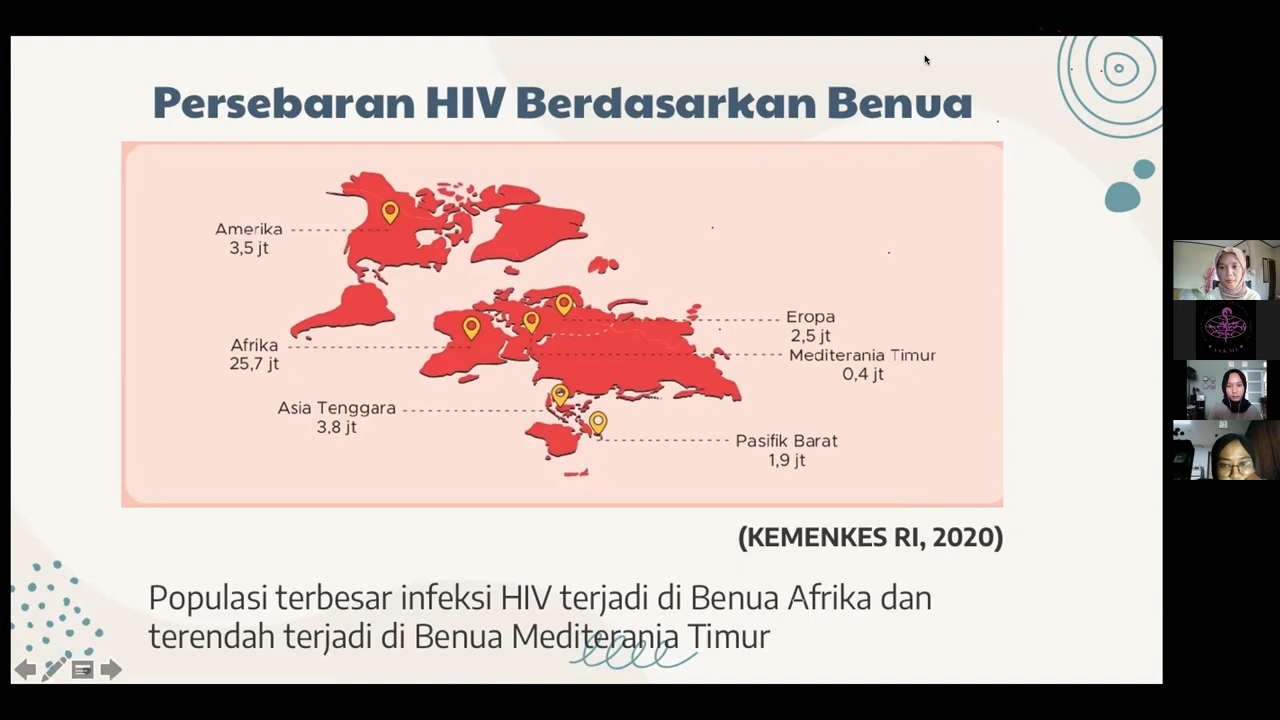 Persebaran HIV Berdasarkan Benua
Amerika
3,5 jt
Afrika
25,7 jt
Asia Tenggara
3,8 jt
Eropa
2,5 jt
Mediterania Timur
0,4 jt
Pasifik Barat
1,9 jt
(KEMENKES RI, 2020)
Populasi terbesar infeksi HIV terjadi di Benua Afrika dan
terendah terjadi di Benua Mediterania Timur